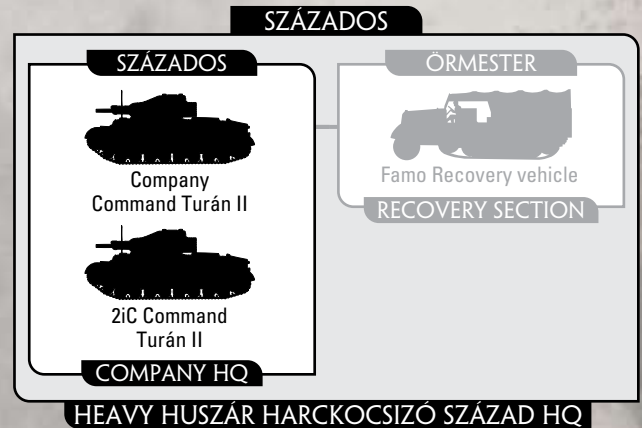 SZÁZADOS
SZÁZADOS
Company
Command Turán II
2iC Command
Turán II
COMPANY HQ
ÖRMESTER
Famo Recovery vehicle
RECOVERY SECTION
HEAVY HUSZÁR HARCKOCSIZÓ SZÁZAD HQ